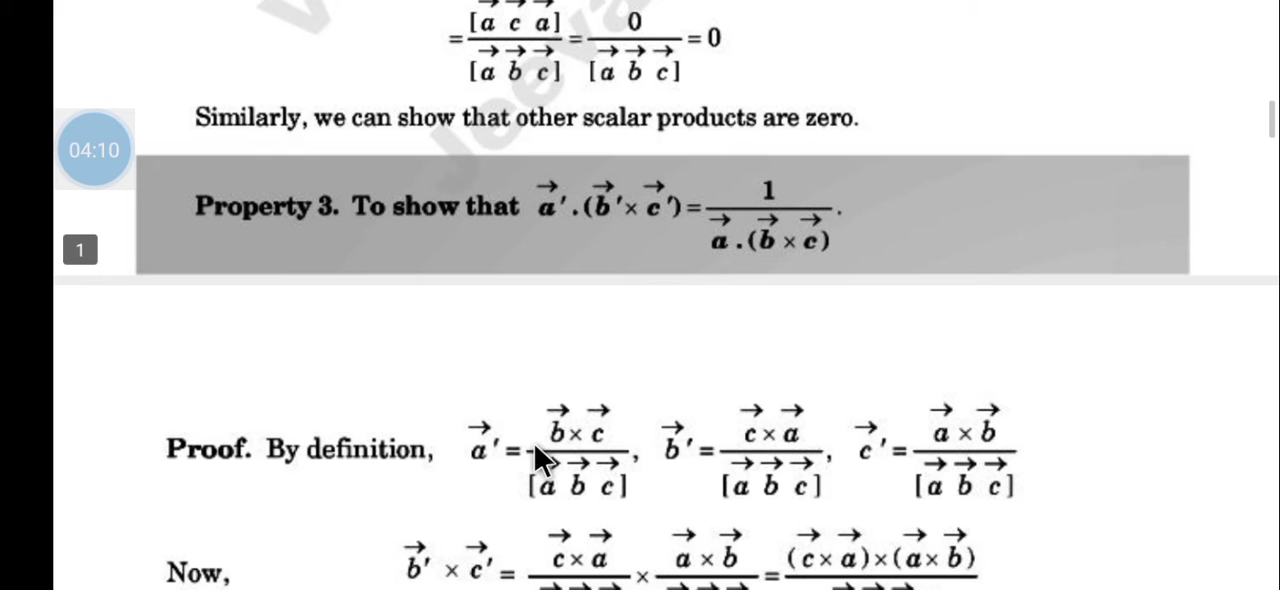 = [a⃗ c⃗ a⃗] / [a⃗ b⃗ c⃗] = 0 / [a⃗ b⃗ c⃗] = 0
Similarly, we can show that other scalar products are zero.
04:10
Property 3. To show that a⃗' . (b⃗' × c⃗') = 1 / a⃗ . (b⃗ × c⃗) .
1
Proof. By definition, a⃗' = b⃗ × c⃗ / [a⃗ b⃗ c⃗] , b⃗' = c⃗ × a⃗ / [a⃗ b⃗ c⃗] , c⃗' = a⃗ × b⃗ / [a⃗ b⃗ c⃗]
Now, b⃗' × c⃗' = c⃗ × a⃗ × a⃗ × b⃗ = (c⃗ × a⃗) × (a⃗ × b⃗)